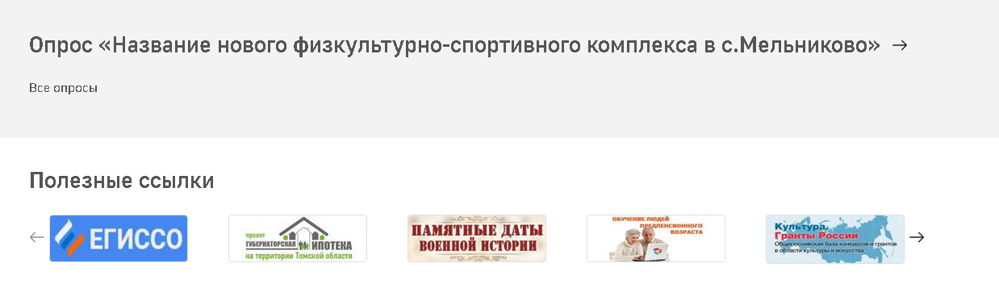 Опрос «Название нового физкультурно-спортивного комплекса в с.Мельниково» →
Все опросы
Полезные ссылки
ЕГИССО
проект
ГУБЕРНАТОРСКАЯ ИПОТЕКА
на территории Томской области
ПАМЯТНЫЕ ДАТЫ
ВОЕННОЙ ИСТОРИИ
ОБУЧЕНИЕ ЛЮДЕЙ
ПРЕДПЕНСИОННОГО
ВОЗРАСТА
Культура.
Гранты России
Общероссийская база конкурсов и грантов
в области культуры и искусства